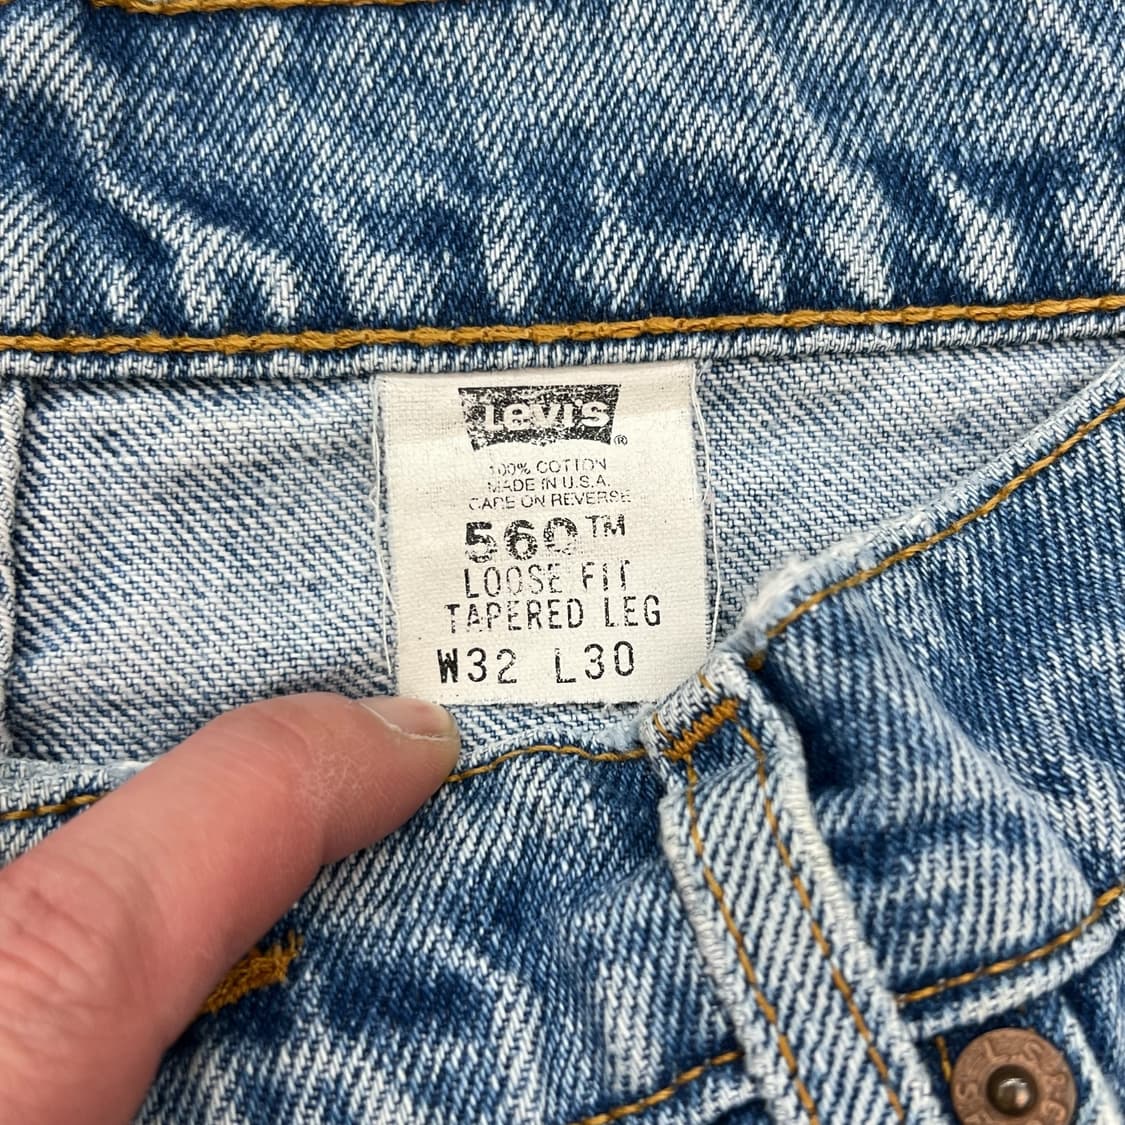 Levi's®
100% COTTON
MADE IN U.S.A.
CARE ON REVERSE
560™
LOOSE FIT
TAPERED LEG
W32 L30